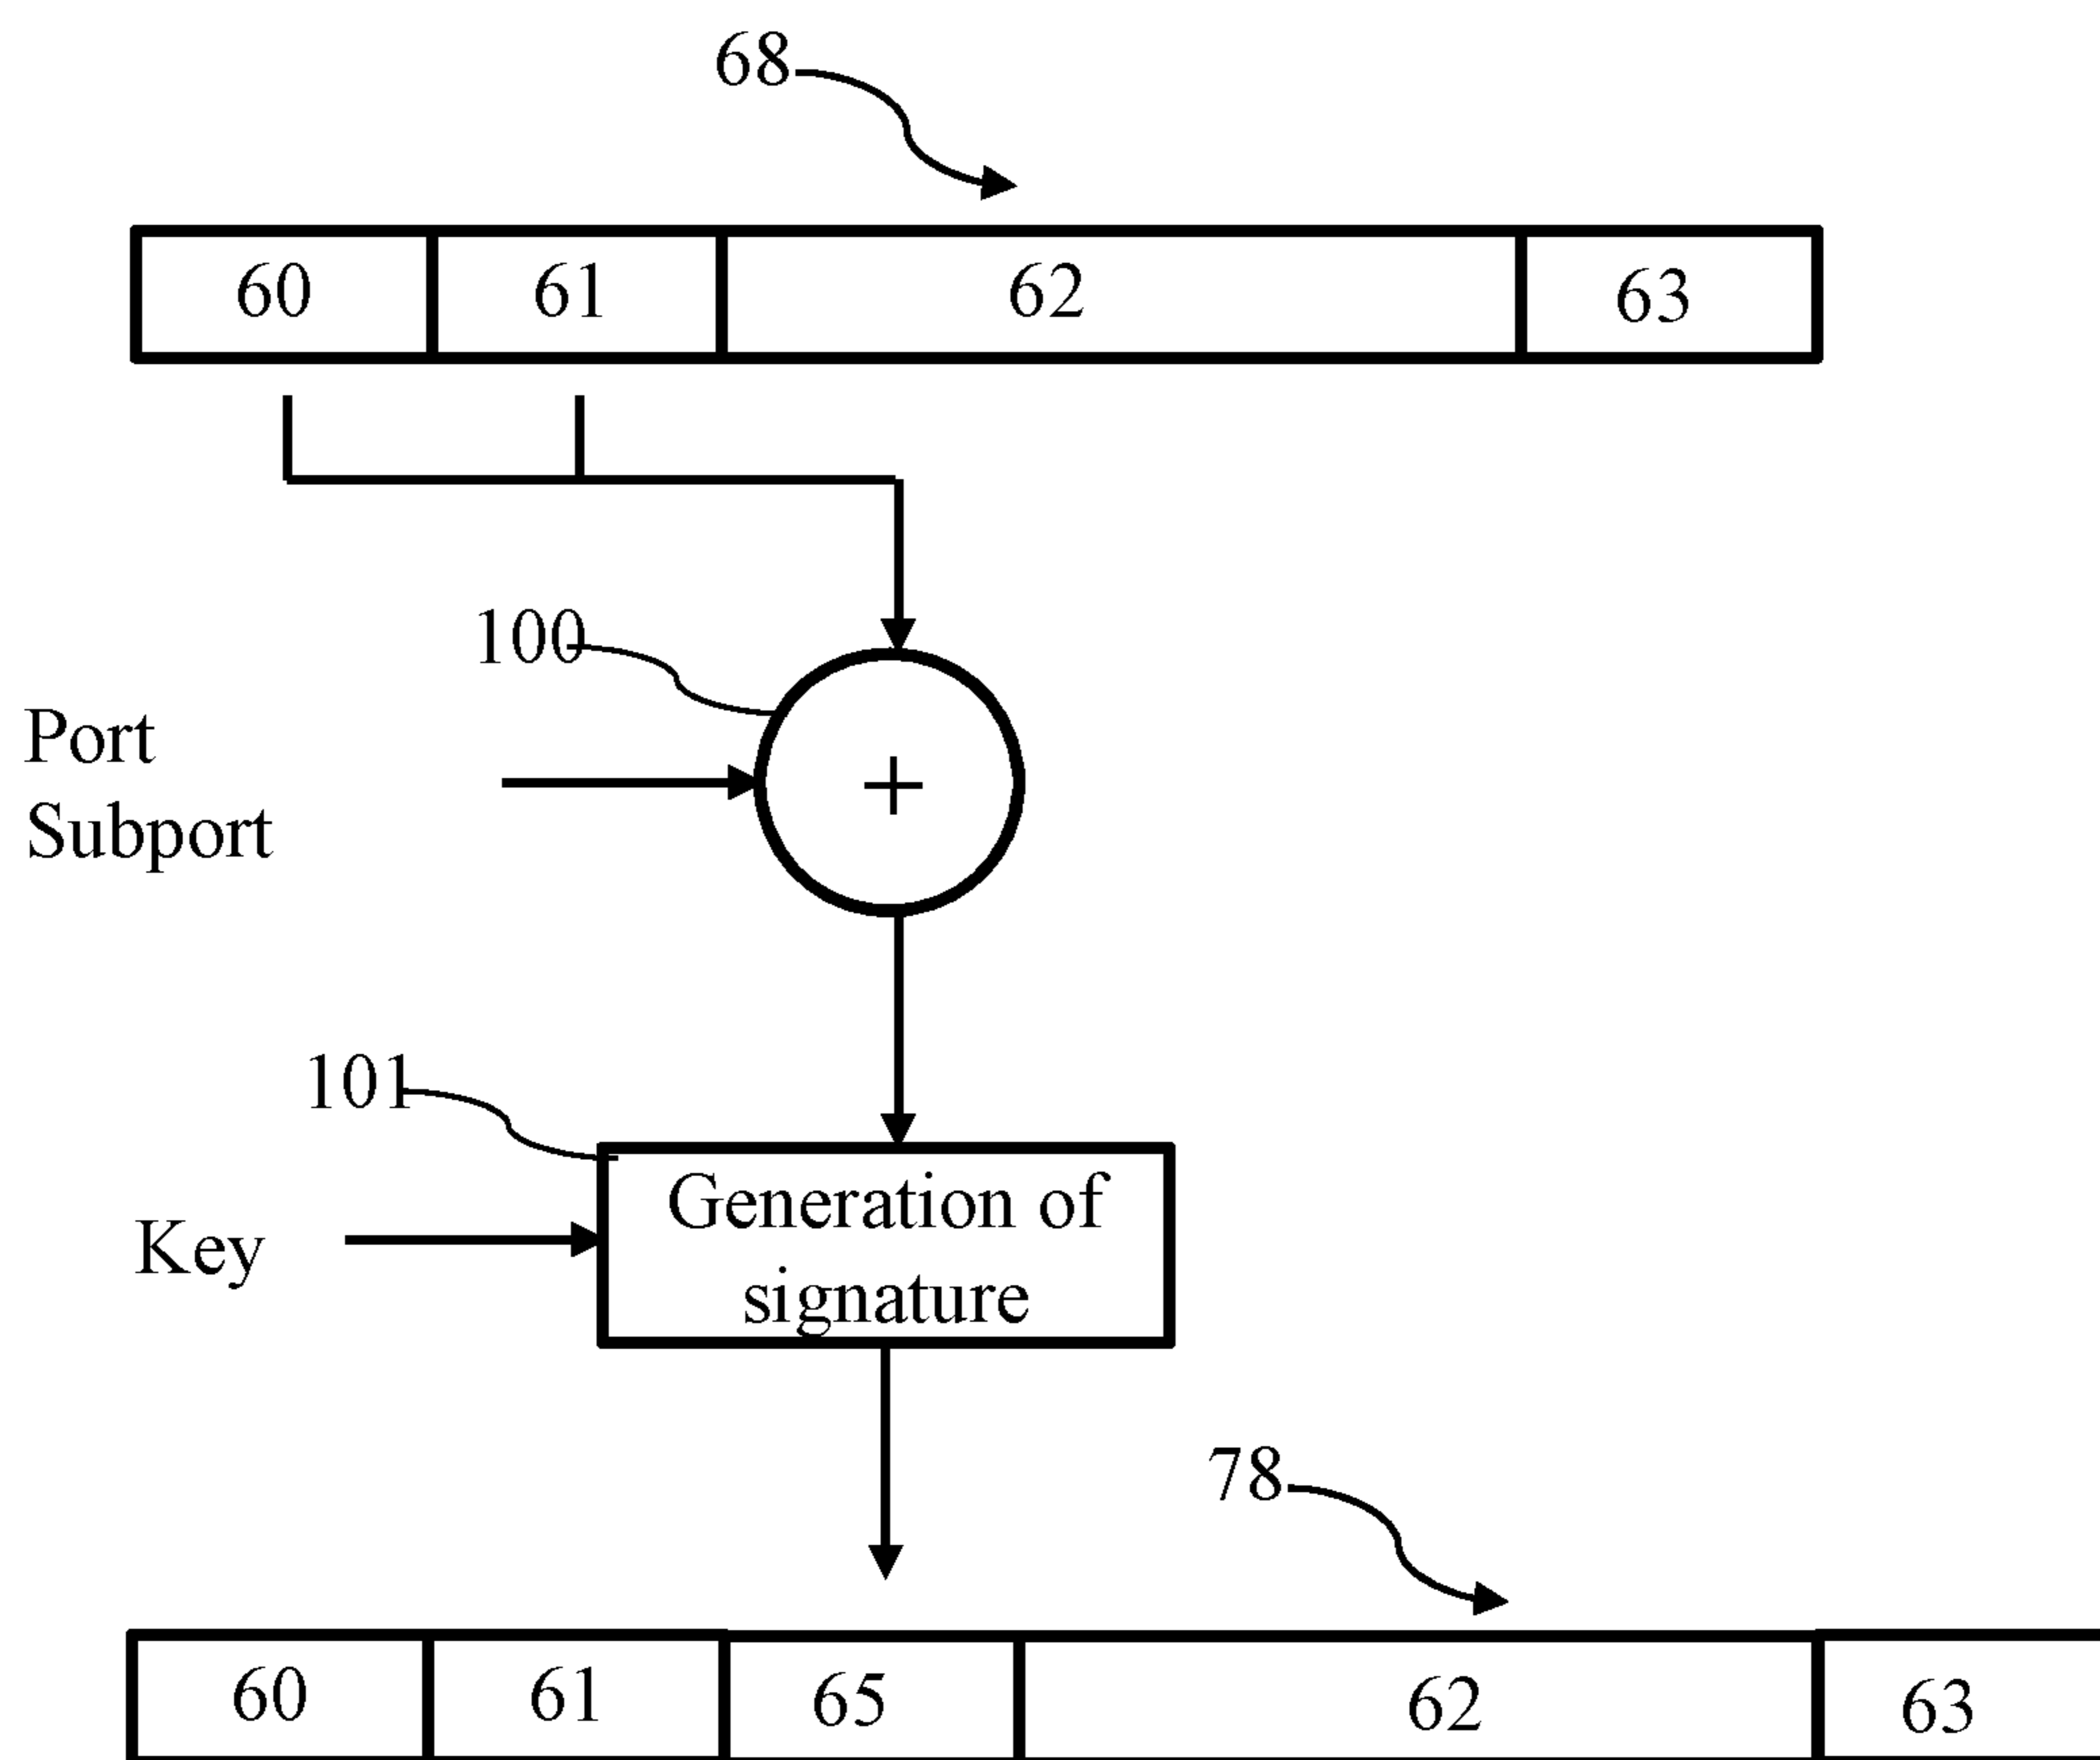 68
60 61 62 63
100
Port
Subport
+
101
Generation of
signature
Key
78
60 61 65 62 63